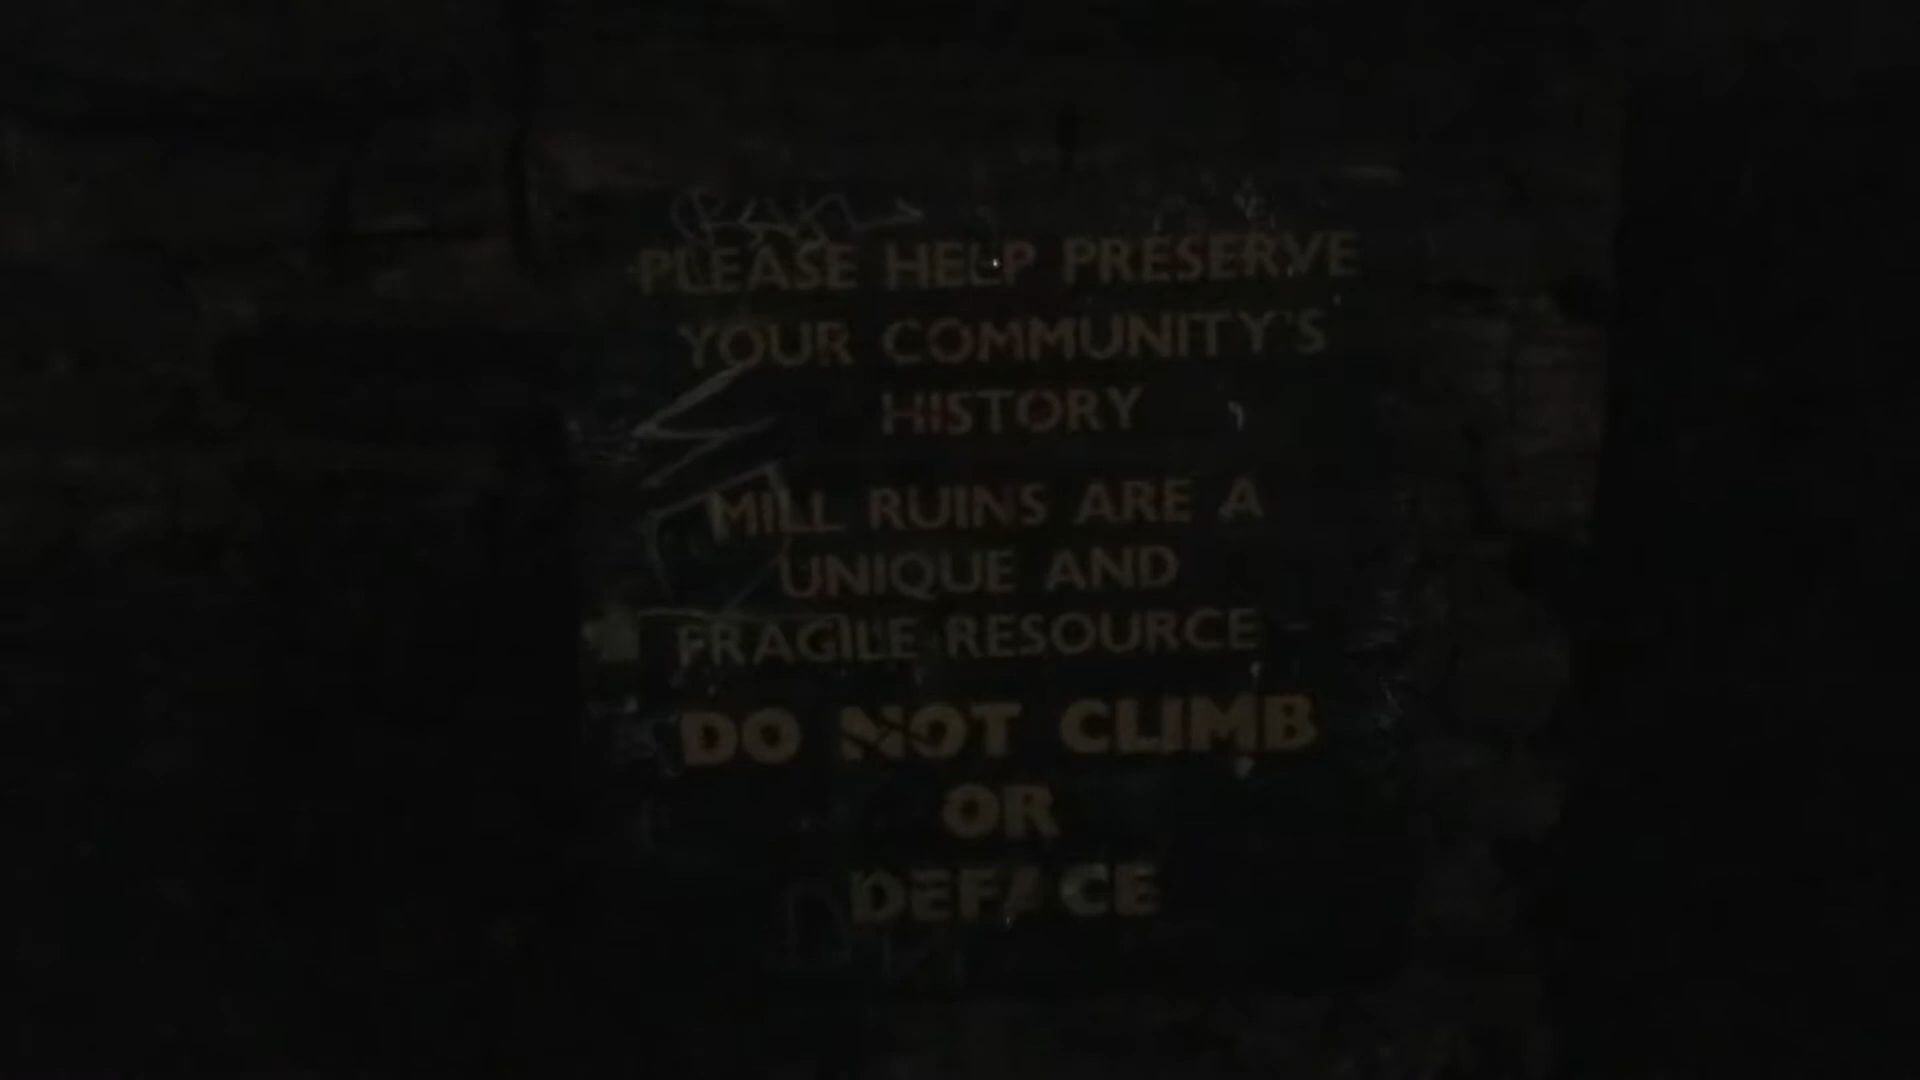 PLEASE HELP PRESERVE
YOUR COMMUNITY'S
HISTORY
MILL RUINS ARE A
UNIQUE AND
FRAGILE RESOURCE
DO NOT CLIMB
OR
DEFACE